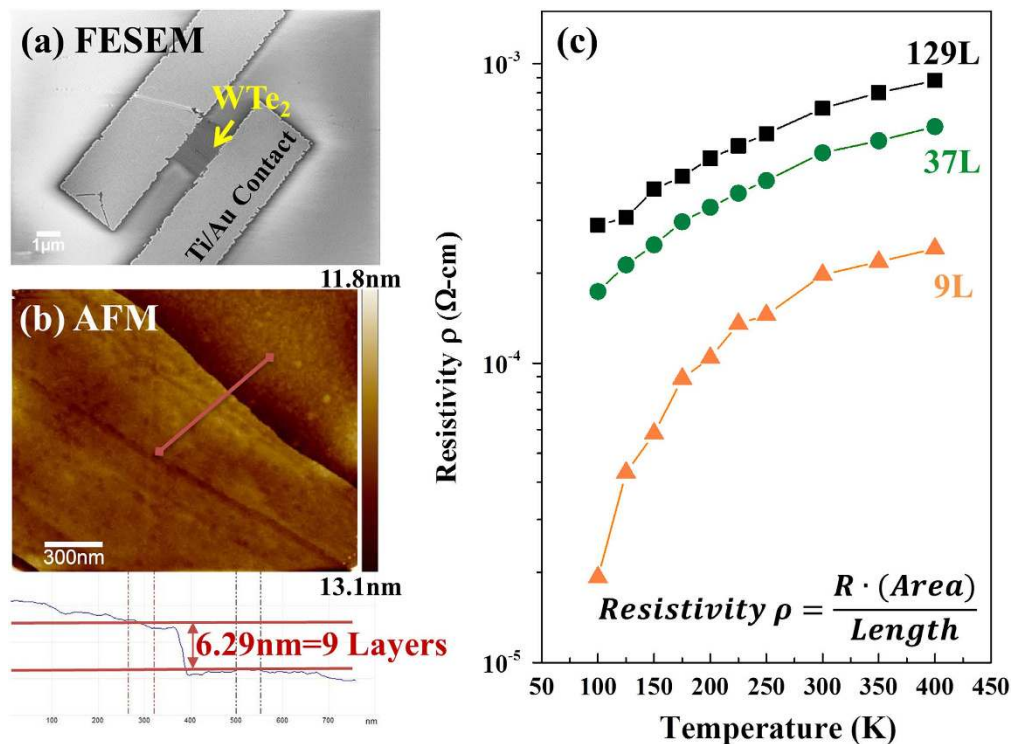 (a) FESEM
WTe₂
Ti/Au Contact
1μm
11.8nm
(b) AFM
300nm
13.1nm
6.29nm=9 Layers
100 200 300 400 500 600 700 nm
(c)
129L
37L
9L
10⁻³
10⁻⁴
10⁻⁵
Resistivity ρ (Ω-cm)
Resistivity ρ = R · (Area) / Length
50 100 150 200 250 300 350 400 450
Temperature (K)